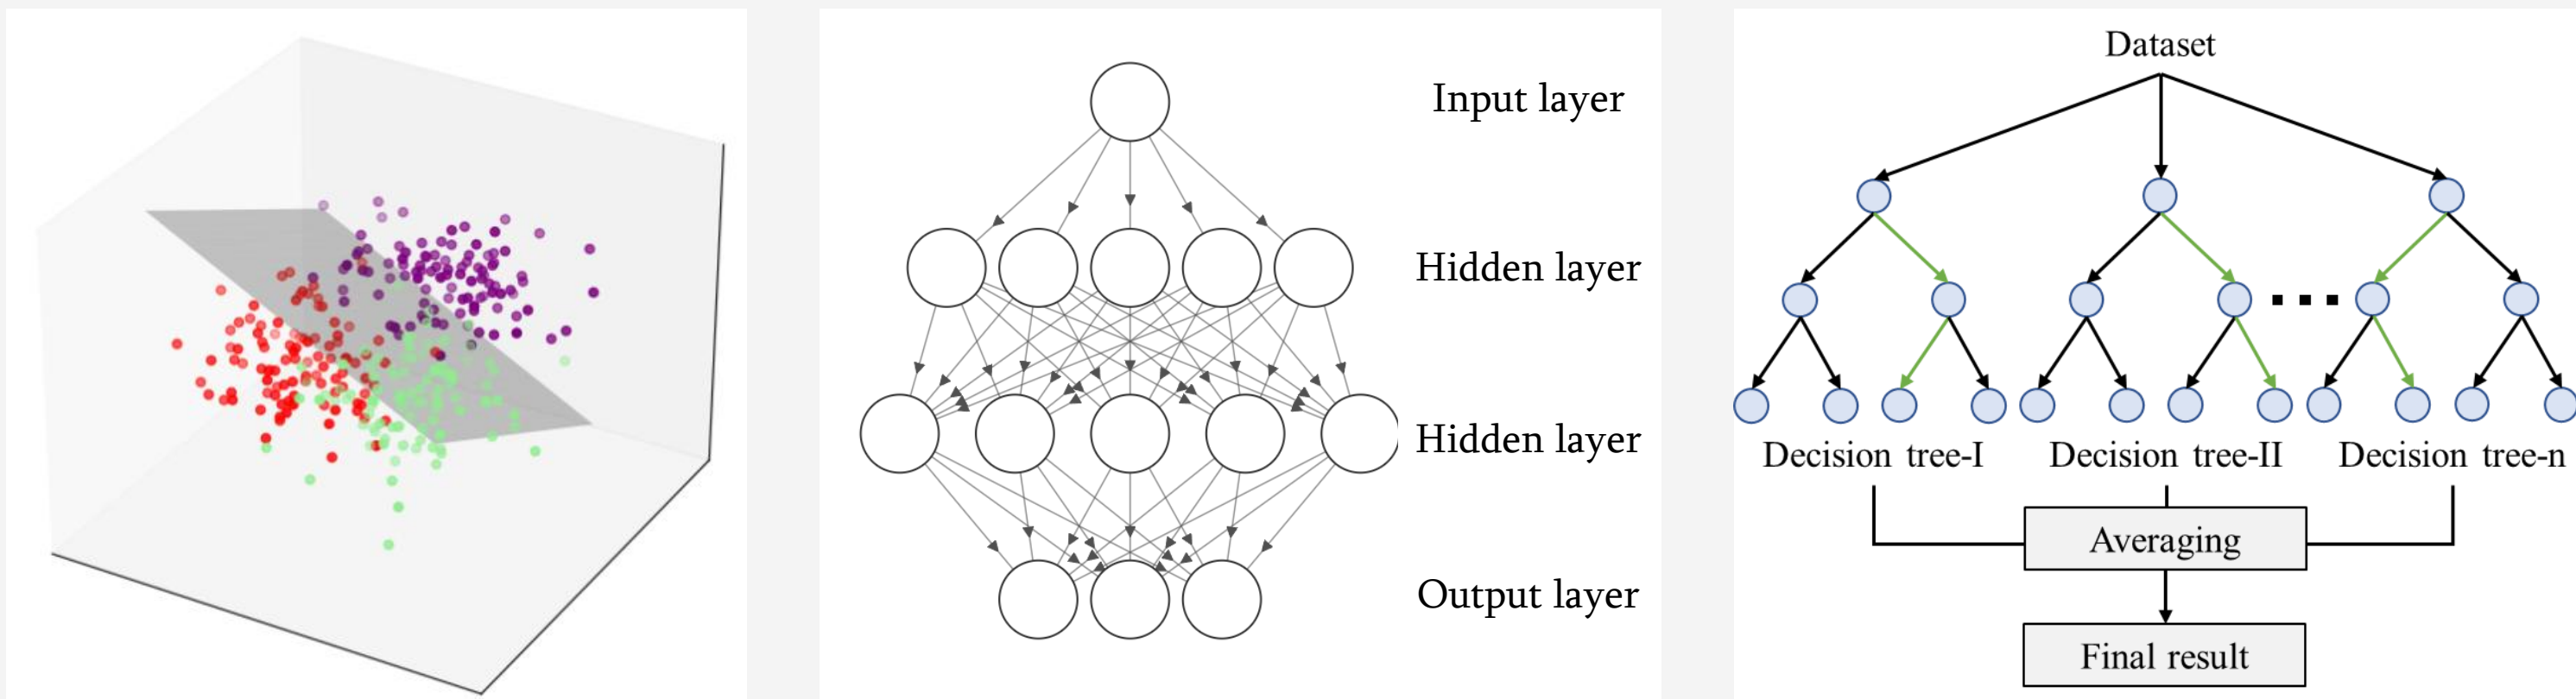 Input layer
Hidden layer
Hidden layer
Output layer
Dataset
Decision tree-I
Decision tree-II
Decision tree-n
Averaging
Final result